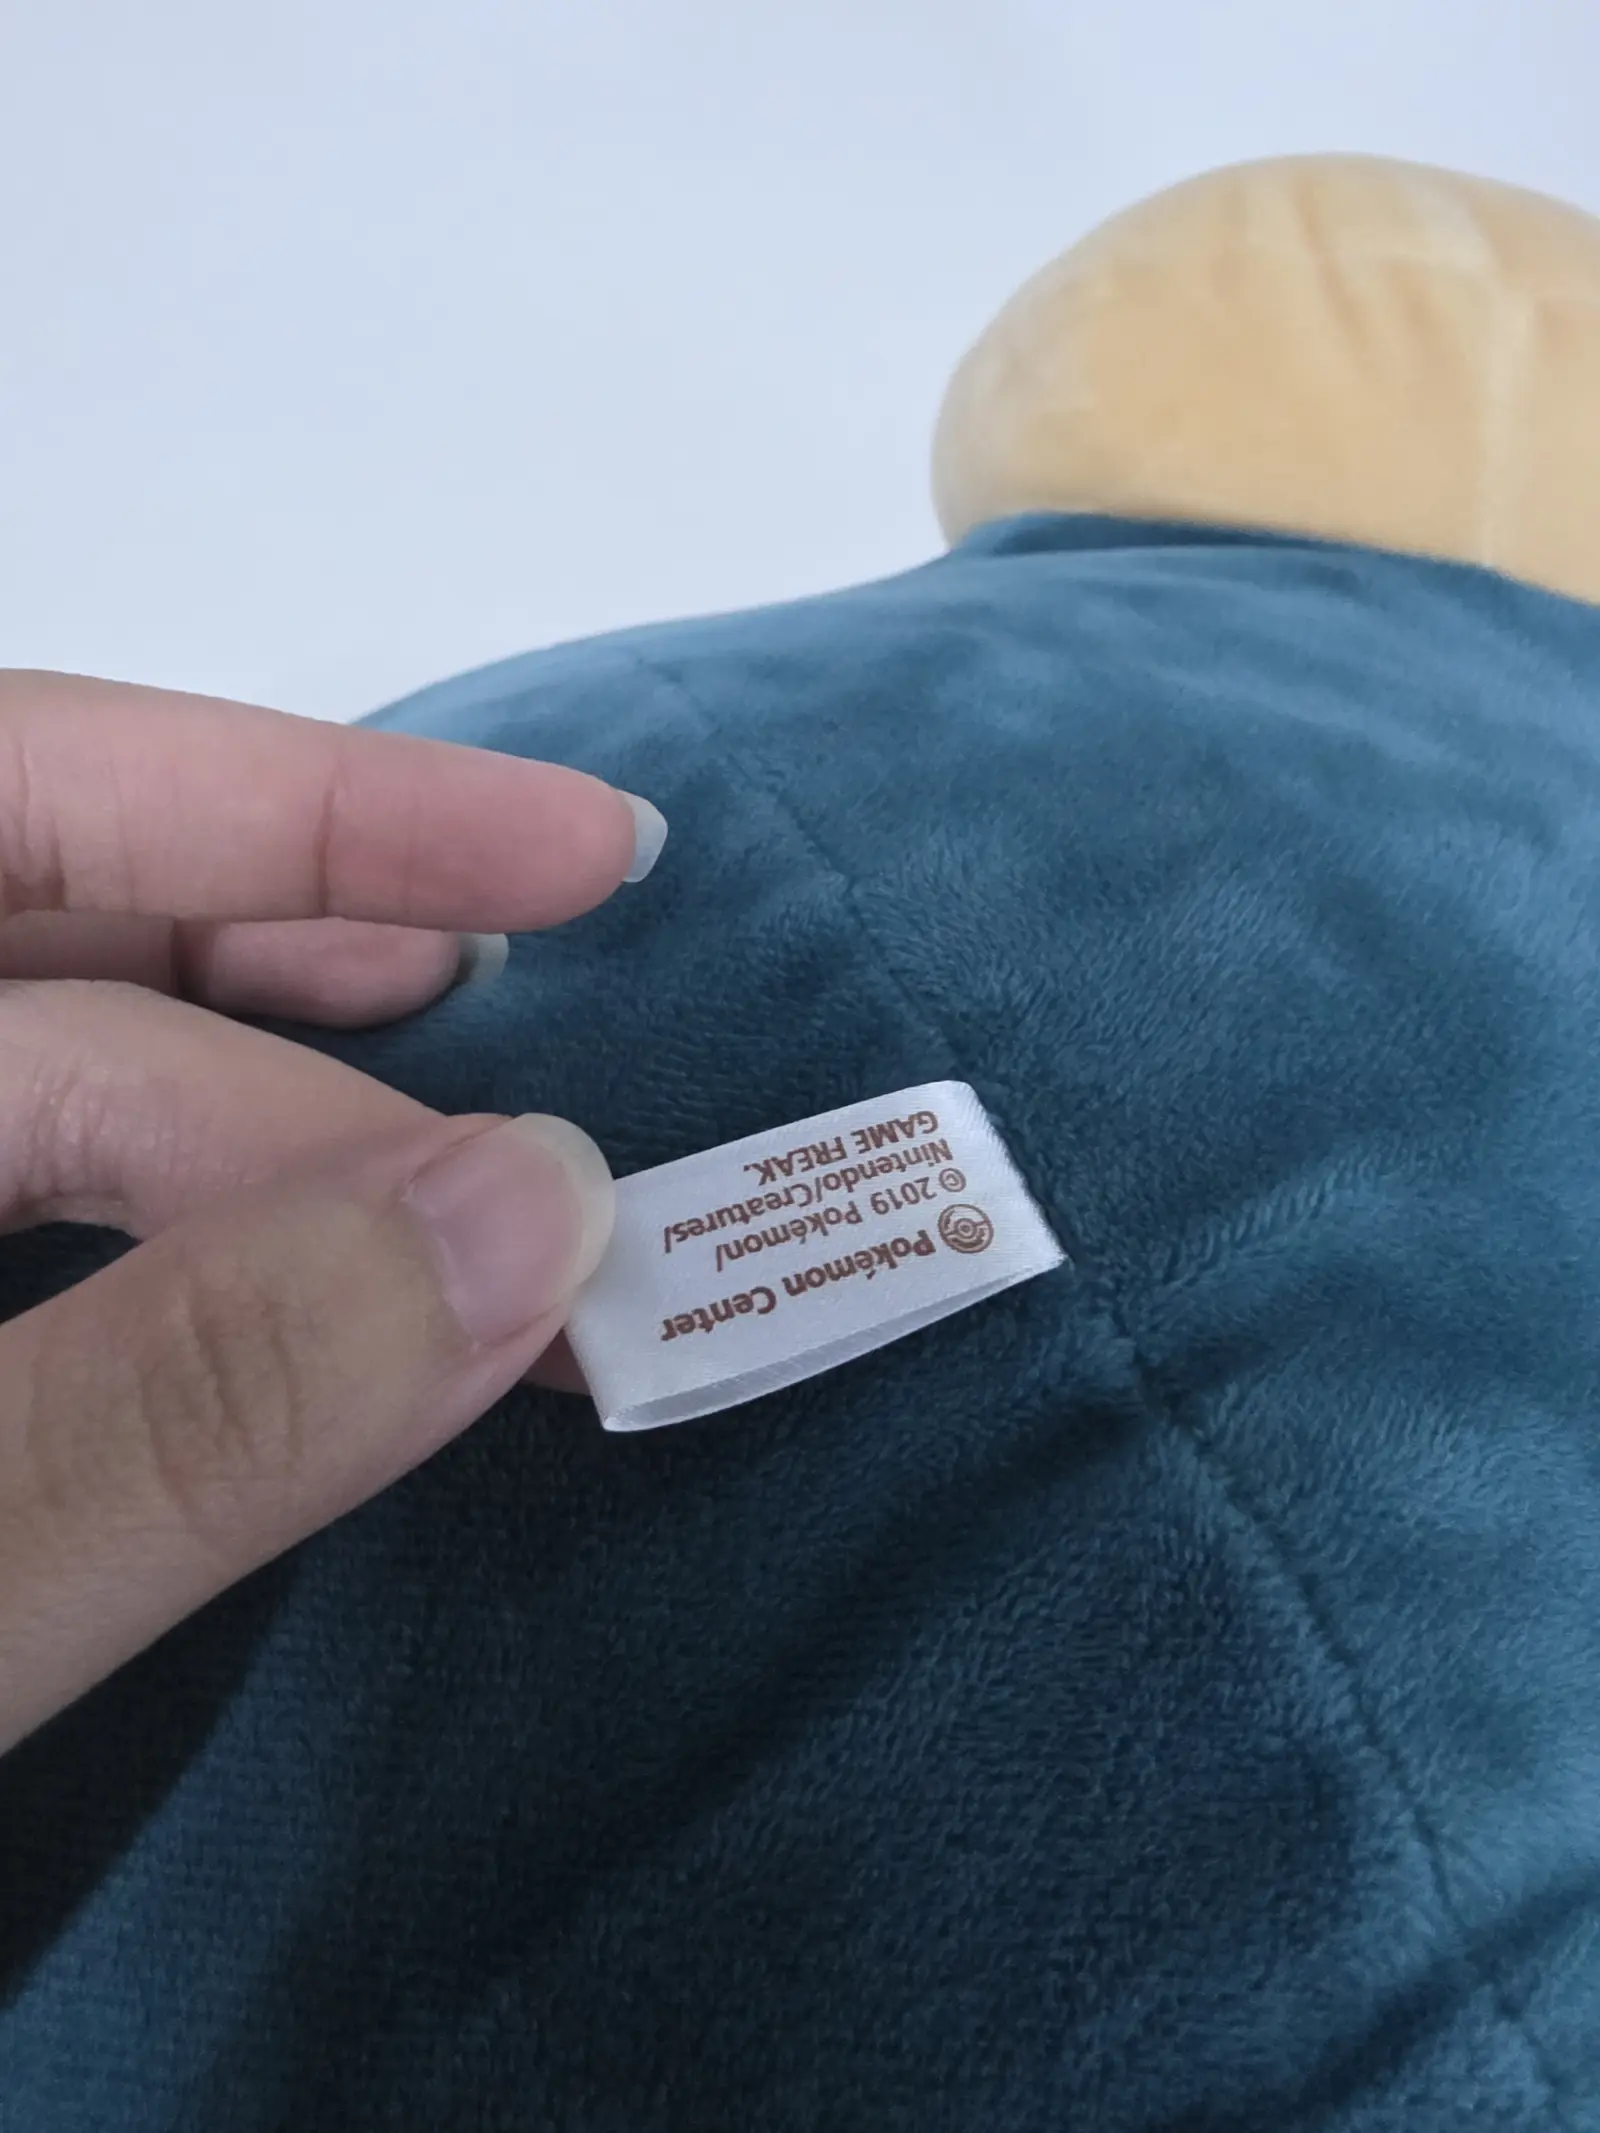 Pokémon Center
© 2019 Pokémon/
Nintendo/Creatures/
GAME FREAK.